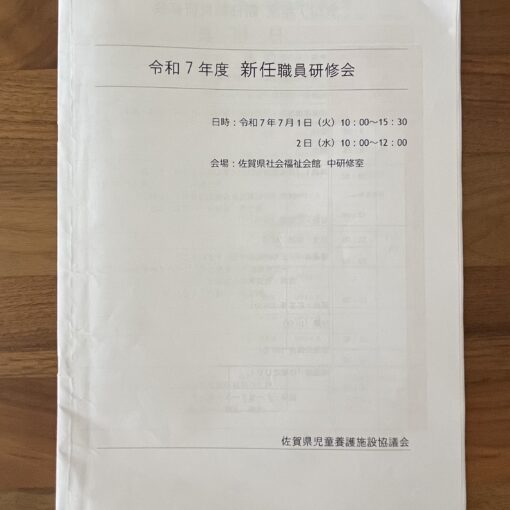 令和７年度 新任職員研修会
日時：令和７年７月１日（火）10：00～15：30
２日（水）10：00～12：00
会場：佐賀県社会福祉会館 中研修室
佐賀県児童養護施設協議会